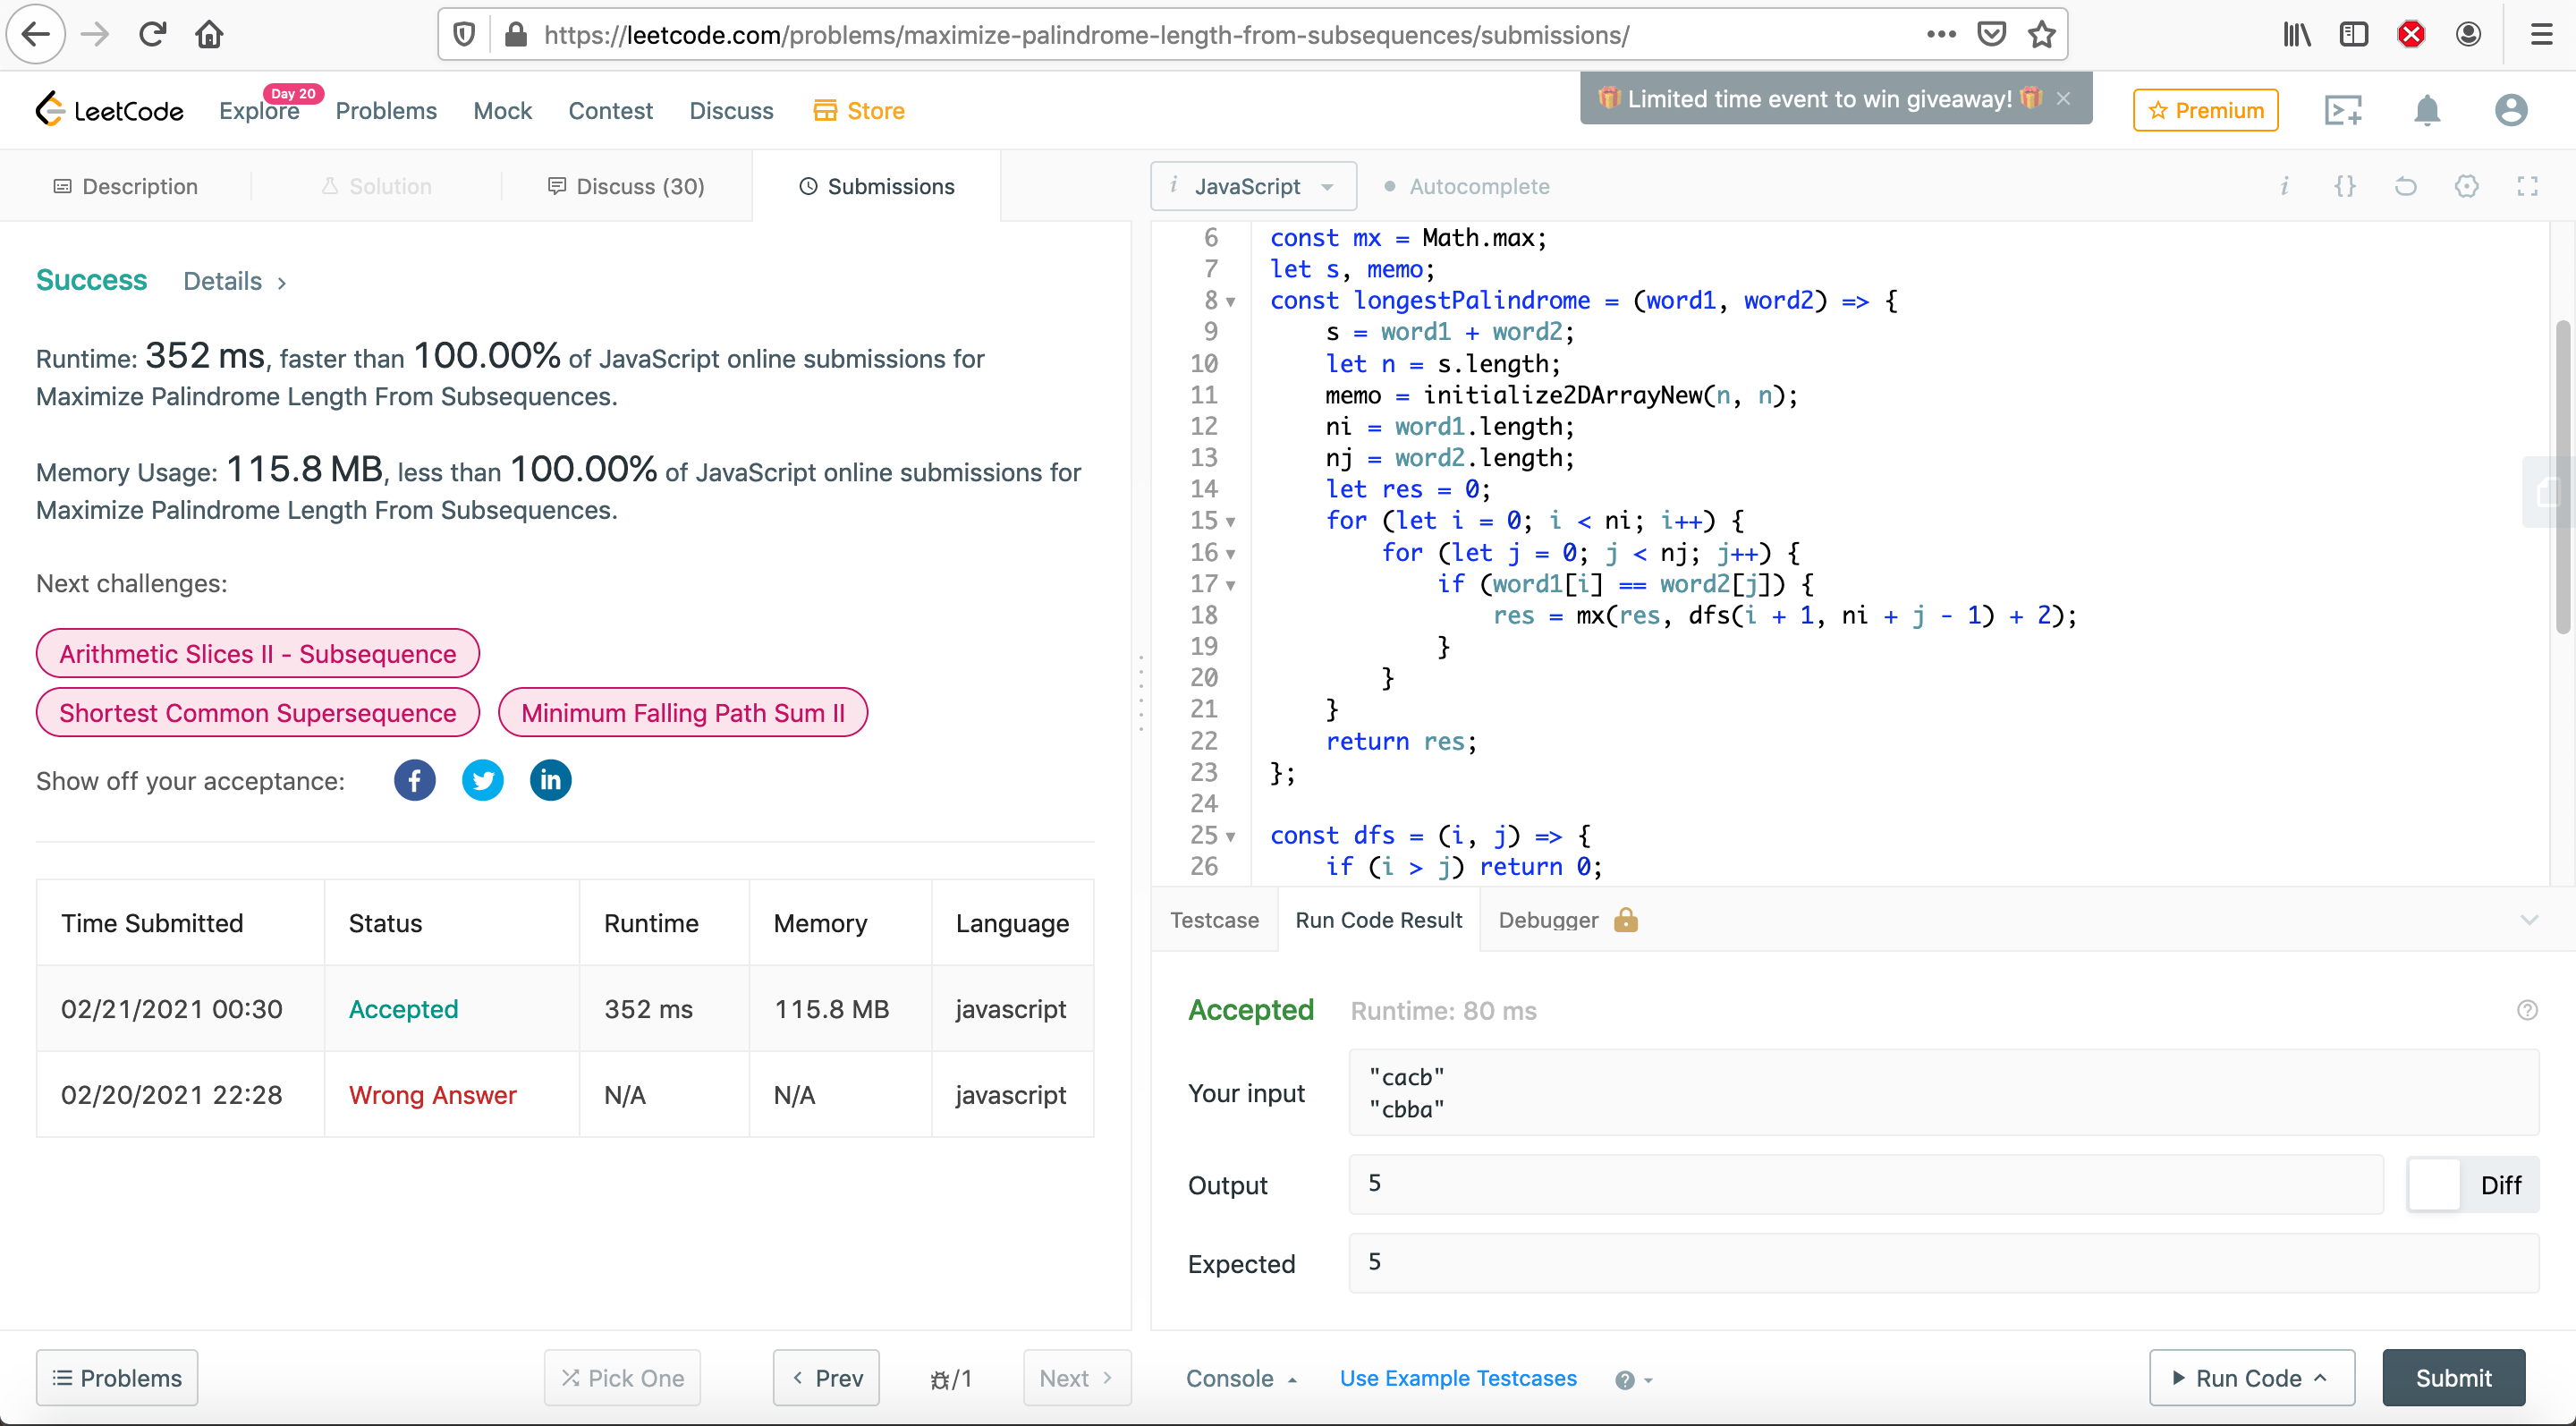 https://leetcode.com/problems/maximize-palindrome-length-from-subsequences/submissions/
LeetCode
Explore
Day 20
Problems
Mock
Contest
Discuss
Store
🎁 Limited time event to win giveaway! 🎁 ×
Premium
Description
Solution
Discuss (30)
Submissions
i JavaScript
Autocomplete
Success Details >
Runtime: 352 ms, faster than 100.00% of JavaScript online submissions for
Maximize Palindrome Length From Subsequences.
Memory Usage: 115.8 MB, less than 100.00% of JavaScript online submissions for
Maximize Palindrome Length From Subsequences.
Next challenges:
Arithmetic Slices II - Subsequence
Shortest Common Supersequence
Minimum Falling Path Sum II
Show off your acceptance:
Time Submitted Status Runtime Memory Language
02/21/2021 00:30 Accepted 352 ms 115.8 MB javascript
02/20/2021 22:28 Wrong Answer N/A N/A javascript
6 const mx = Math.max;
7 let s, memo;
8 const longestPalindrome = (word1, word2) => {
9 s = word1 + word2;
10 let n = s.length;
11 memo = initialize2DArrayNew(n, n);
12 ni = word1.length;
13 nj = word2.length;
14 let res = 0;
15 for (let i = 0; i < ni; i++) {
16 for (let j = 0; j < nj; j++) {
17 if (word1[i] == word2[j]) {
18 res = mx(res, dfs(i + 1, ni + j - 1) + 2);
19 }
20 }
21 }
22 return res;
23 };
24
25 const dfs = (i, j) => {
26 if (i > j) return 0;
Testcase
Run Code Result
Debugger
Accepted Runtime: 80 ms
Your input
"cacb"
"cbba"
Output
5
Diff
Expected
5
Problems
Pick One
< Prev
/1
Next >
Console
Use Example Testcases
Run Code
Submit